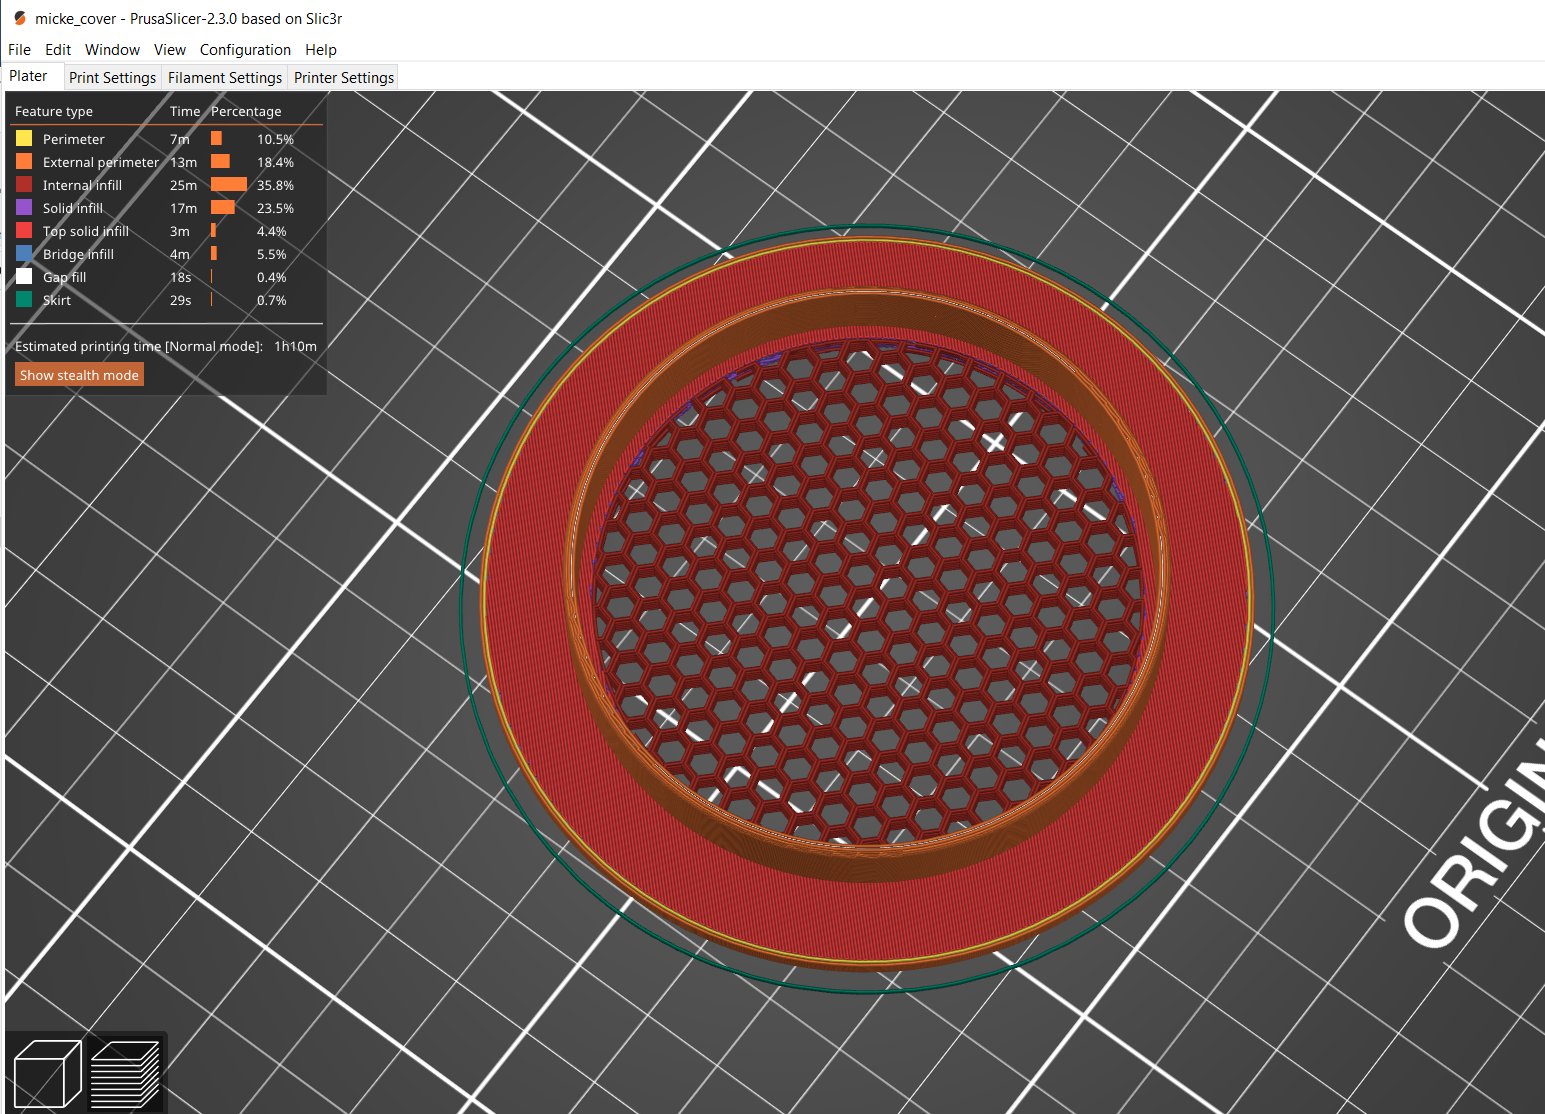 micke_cover - PrusaSlicer-2.3.0 based on Slic3r
File Edit Window View Configuration Help
Plater Print Settings Filament Settings Printer Settings
Feature type Time Percentage
Perimeter 7m 10.5%
External perimeter 13m 18.4%
Internal infill 25m 35.8%
Solid infill 17m 23.5%
Top solid infill 3m 4.4%
Bridge infill 4m 5.5%
Gap fill 18s 0.4%
Skirt 29s 0.7%
Estimated printing time [Normal mode]: 1h10m
Show stealth mode
ORIGIN